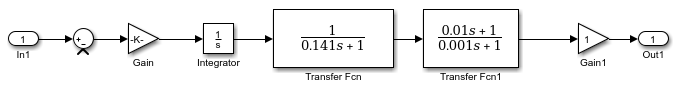 1
In1
+
-
-K-
Gain
1
s
Integrator
1
0.141s + 1
Transfer Fcn
0.01s + 1
0.001s + 1
Transfer Fcn1
1
Gain1
1
Out1